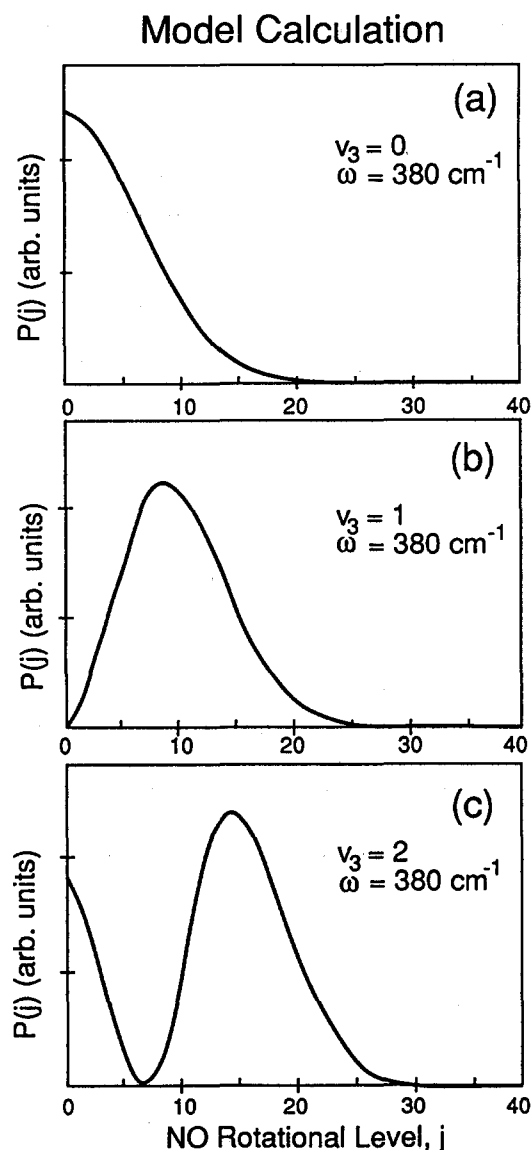 Model Calculation
(a)
v₃ = 0
ω = 380 cm⁻¹
P(j) (arb. units)
0 10 20 30 40
(b)
v₃ = 1
ω = 380 cm⁻¹
P(j) (arb. units)
0 10 20 30 40
(c)
v₃ = 2
ω = 380 cm⁻¹
P(j) (arb. units)
0 10 20 30 40
NO Rotational Level, j